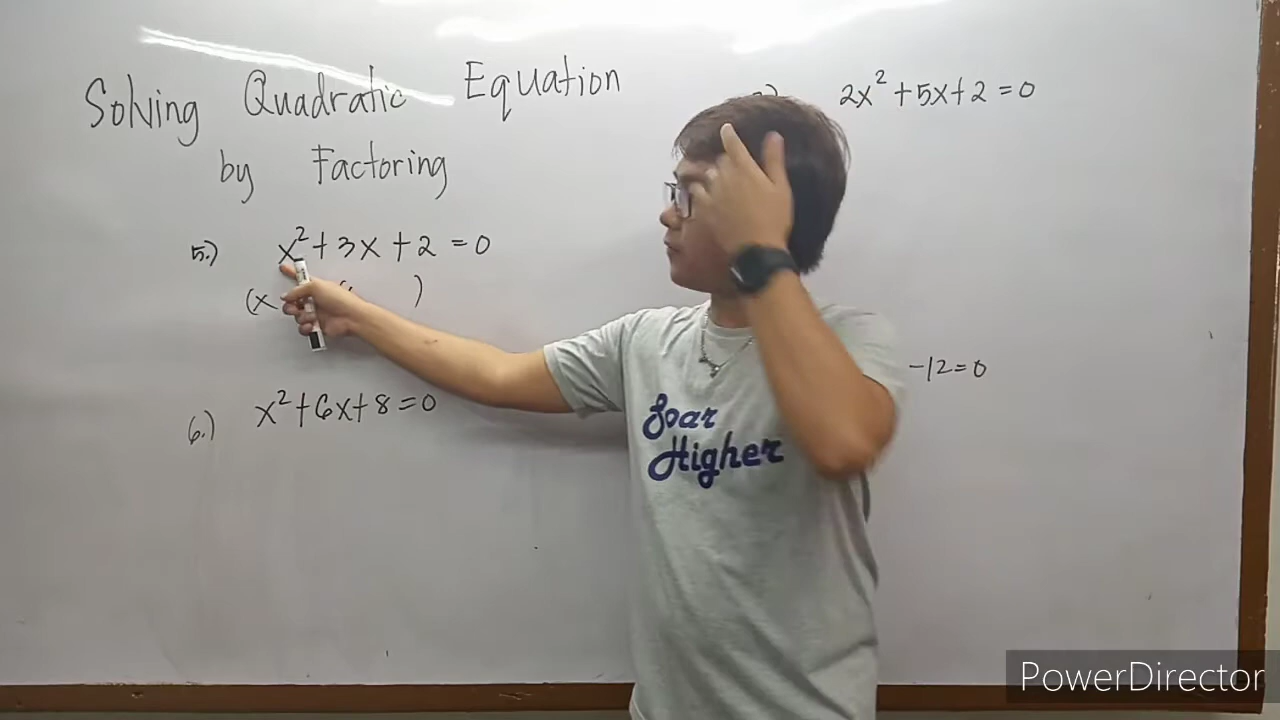 Solving Quadratic Equation
by Factoring
5.) x²+3x+2=0
(x )
6.) x²+6x+8=0
2x²+5x+2=0
-12=0
Soar
Higher
PowerDirector